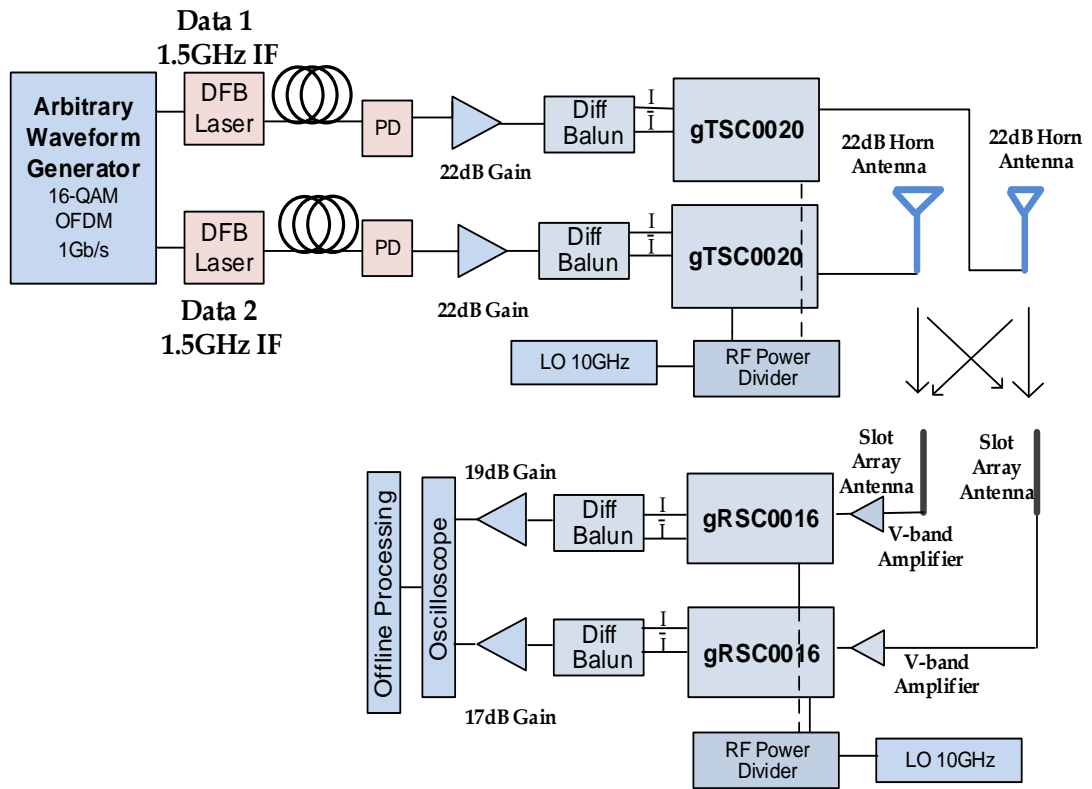 Data 1
1.5GHz IF
Arbitrary
Waveform
Generator
16-QAM
OFDM
1Gb/s
DFB
Laser
PD
22dB Gain
Diff
Balun
I
I
gTSC0020
22dB Horn
Antenna
22dB Horn
Antenna
DFB
Laser
PD
22dB Gain
Diff
Balun
I
I
gTSC0020
Data 2
1.5GHz IF
LO 10GHz
RF Power
Divider
Slot
Array
Antenna
Slot
Array
Antenna
Offline Processing
Oscilloscope
19dB Gain
Diff
Balun
I
I
gRSC0016
V-band
Amplifier
17dB Gain
Diff
Balun
I
I
gRSC0016
V-band
Amplifier
RF Power
Divider
LO 10GHz